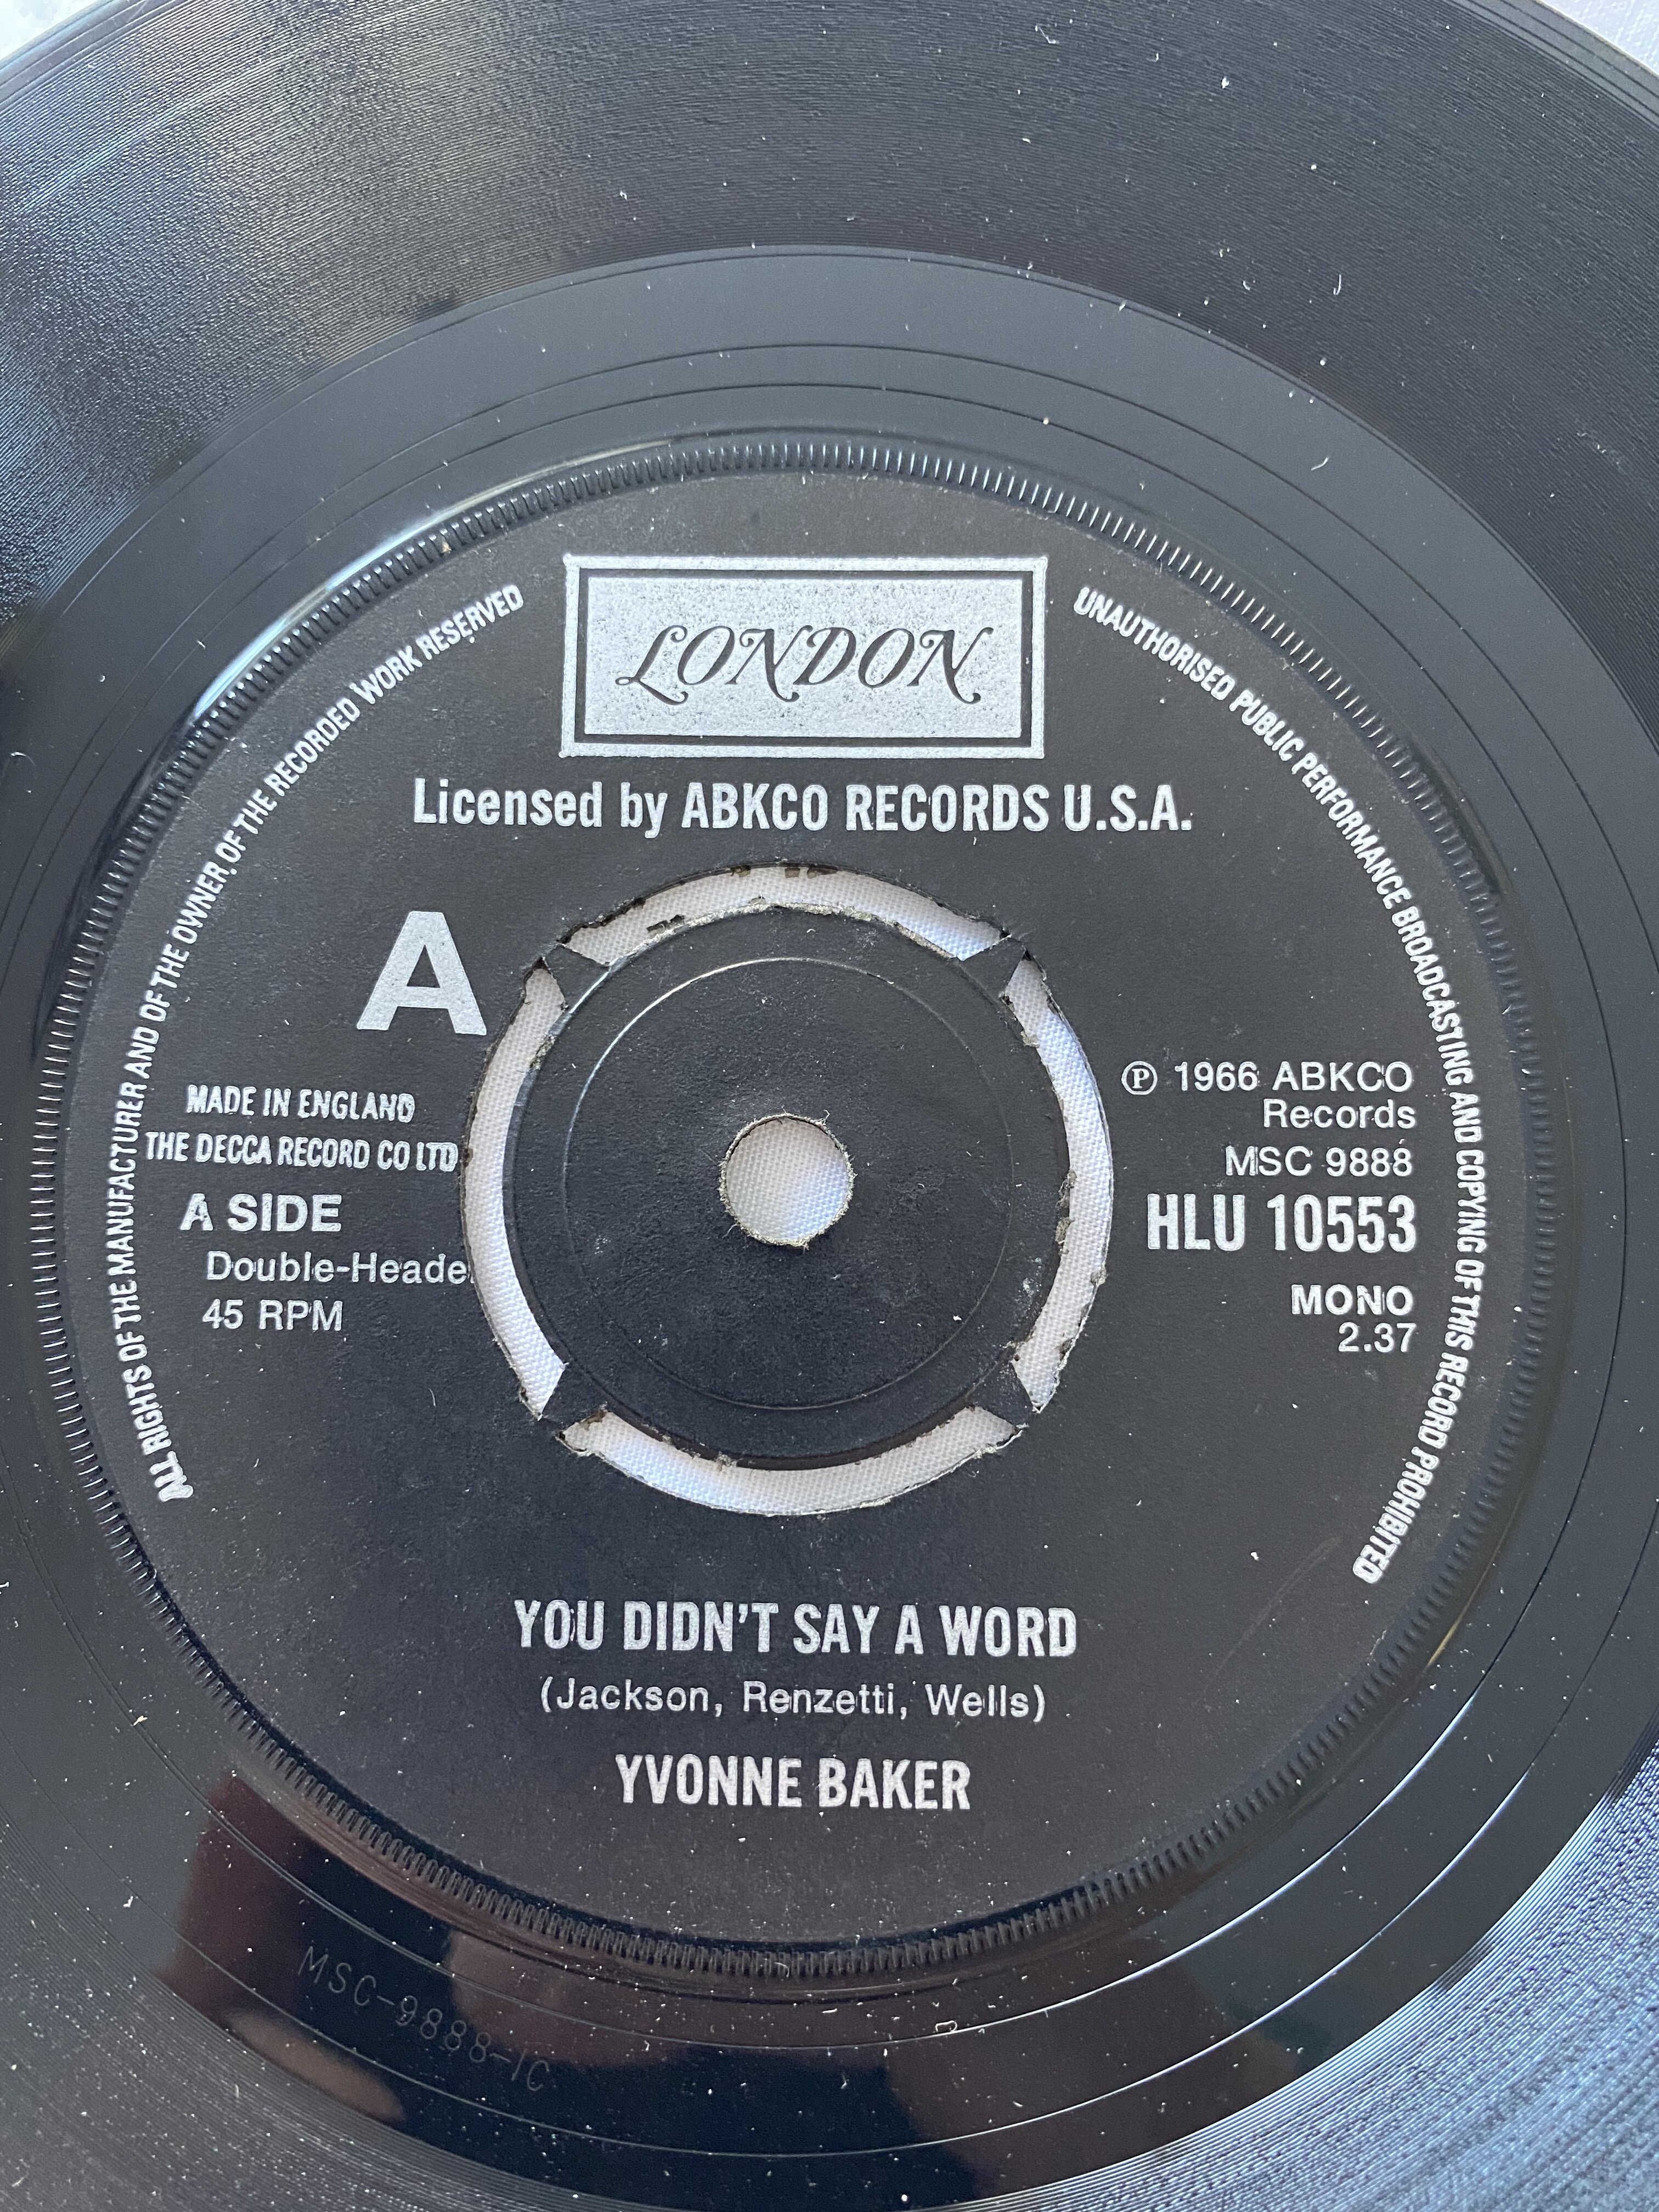 LONDON
Licensed by ABKCO RECORDS U.S.A.
ALL RIGHTS OF THE MANUFACTURER AND OF THE OWNER OF THE RECORDED WORK RESERVED
UNAUTHORISED PUBLIC PERFORMANCE BROADCASTING AND COPYING OF THIS RECORD PROHIBITED
A
MADE IN ENGLAND
THE DECCA RECORD CO LTD
A SIDE
Double-Heade
45 RPM
℗ 1966 ABKCO
Records
MSC 9888
HLU 10553
MONO
2.37
YOU DIDN'T SAY A WORD
(Jackson, Renzetti, Wells)
YVONNE BAKER
MSC-9888-1C